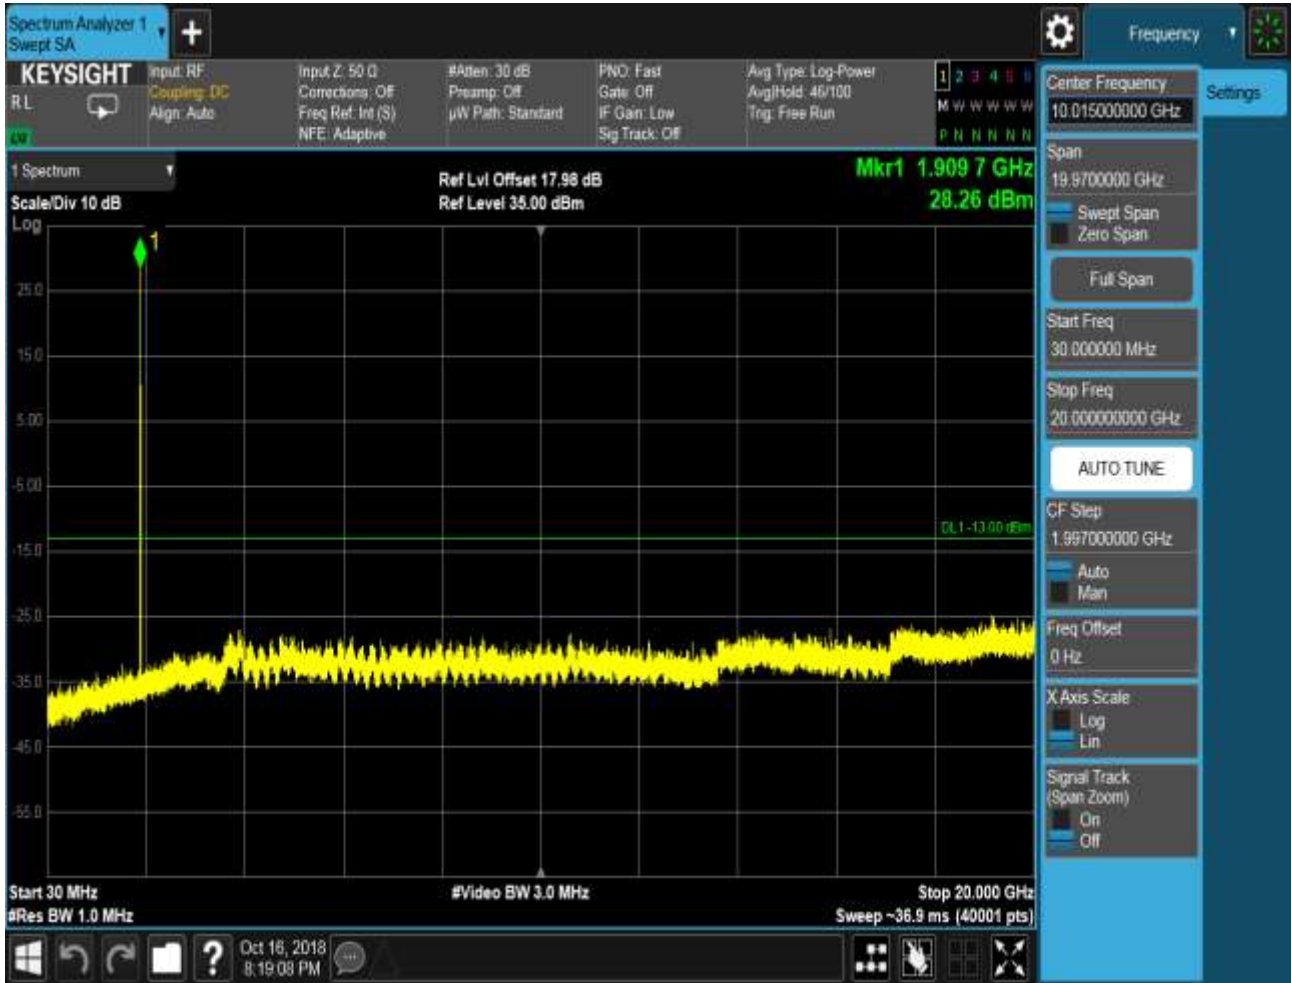 Spectrum Analyzer 1
Swept SA
+
Frequency
KEYSIGHT
RL
LW
Input: RF
Coupling: DC
Align: Auto
Input Z: 50 Ω
Corrections: Off
Freq Ref: Int (S)
NFE: Adaptive
#Atten: 30 dB
Preamp: Off
µW Path: Standard
PNO: Fast
Gate: Off
IF Gain: Low
Sig Track: Off
Avg Type: Log-Power
Avg|Hold: 46/100
Trig: Free Run
1 2 3 4 5 6
M W W W W W
P N N N N N
1 Spectrum
Scale/Div 10 dB
Log
Ref Lvl Offset 17.98 dB
Ref Level 35.00 dBm
Mkr1 1.909 7 GHz
28.26 dBm
1
25.0
15.0
5.00
-5.00
-15.0
-25.0
-35.0
-45.0
-55.0
DL1 -13.00 dBm
Start 30 MHz
#Res BW 1.0 MHz
#Video BW 3.0 MHz
Stop 20.000 GHz
Sweep ~36.9 ms (40001 pts)
?
Oct 16, 2018
8:19:08 PM
Center Frequency
10.015000000 GHz
Settings
Span
19.9700000 GHz
Swept Span
Zero Span
Full Span
Start Freq
30.000000 MHz
Stop Freq
20.000000000 GHz
AUTO TUNE
CF Step
1.997000000 GHz
Auto
Man
Freq Offset
0 Hz
X Axis Scale
Log
Lin
Signal Track
(Span Zoom)
On
Off